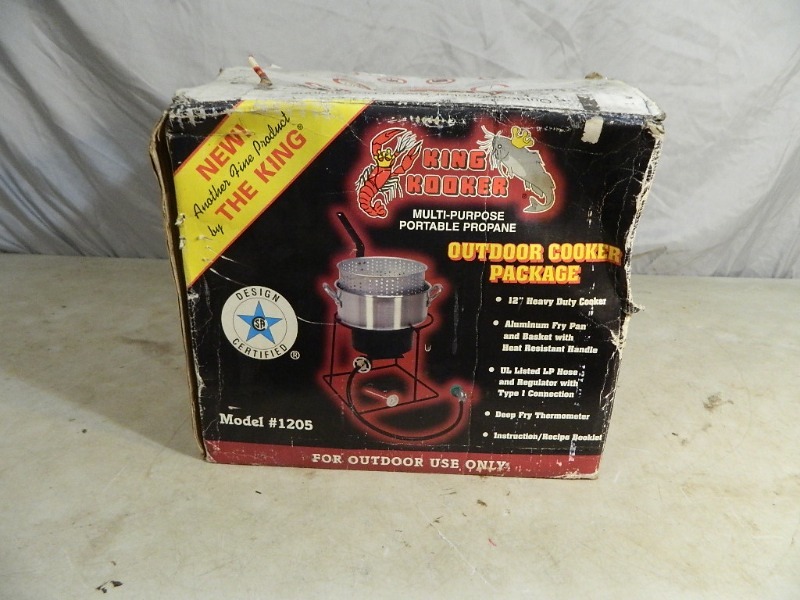 NEW!
Another Fine Product
by THE KING®
KING
KOOKER
MULTI-PURPOSE
PORTABLE PROPANE
OUTDOOR COOKER
PACKAGE
• 12" Heavy Duty Cooker
• Aluminum Fry Pan
and Basket with
Heat Resistant Handle
• UL Listed LP Hose
and Regulator with
Type I Connection
• Deep Fry Thermometer
• Instruction/Recipe Booklet
DESIGN
CERTIFIED
®
Model #1205
FOR OUTDOOR USE ONLY